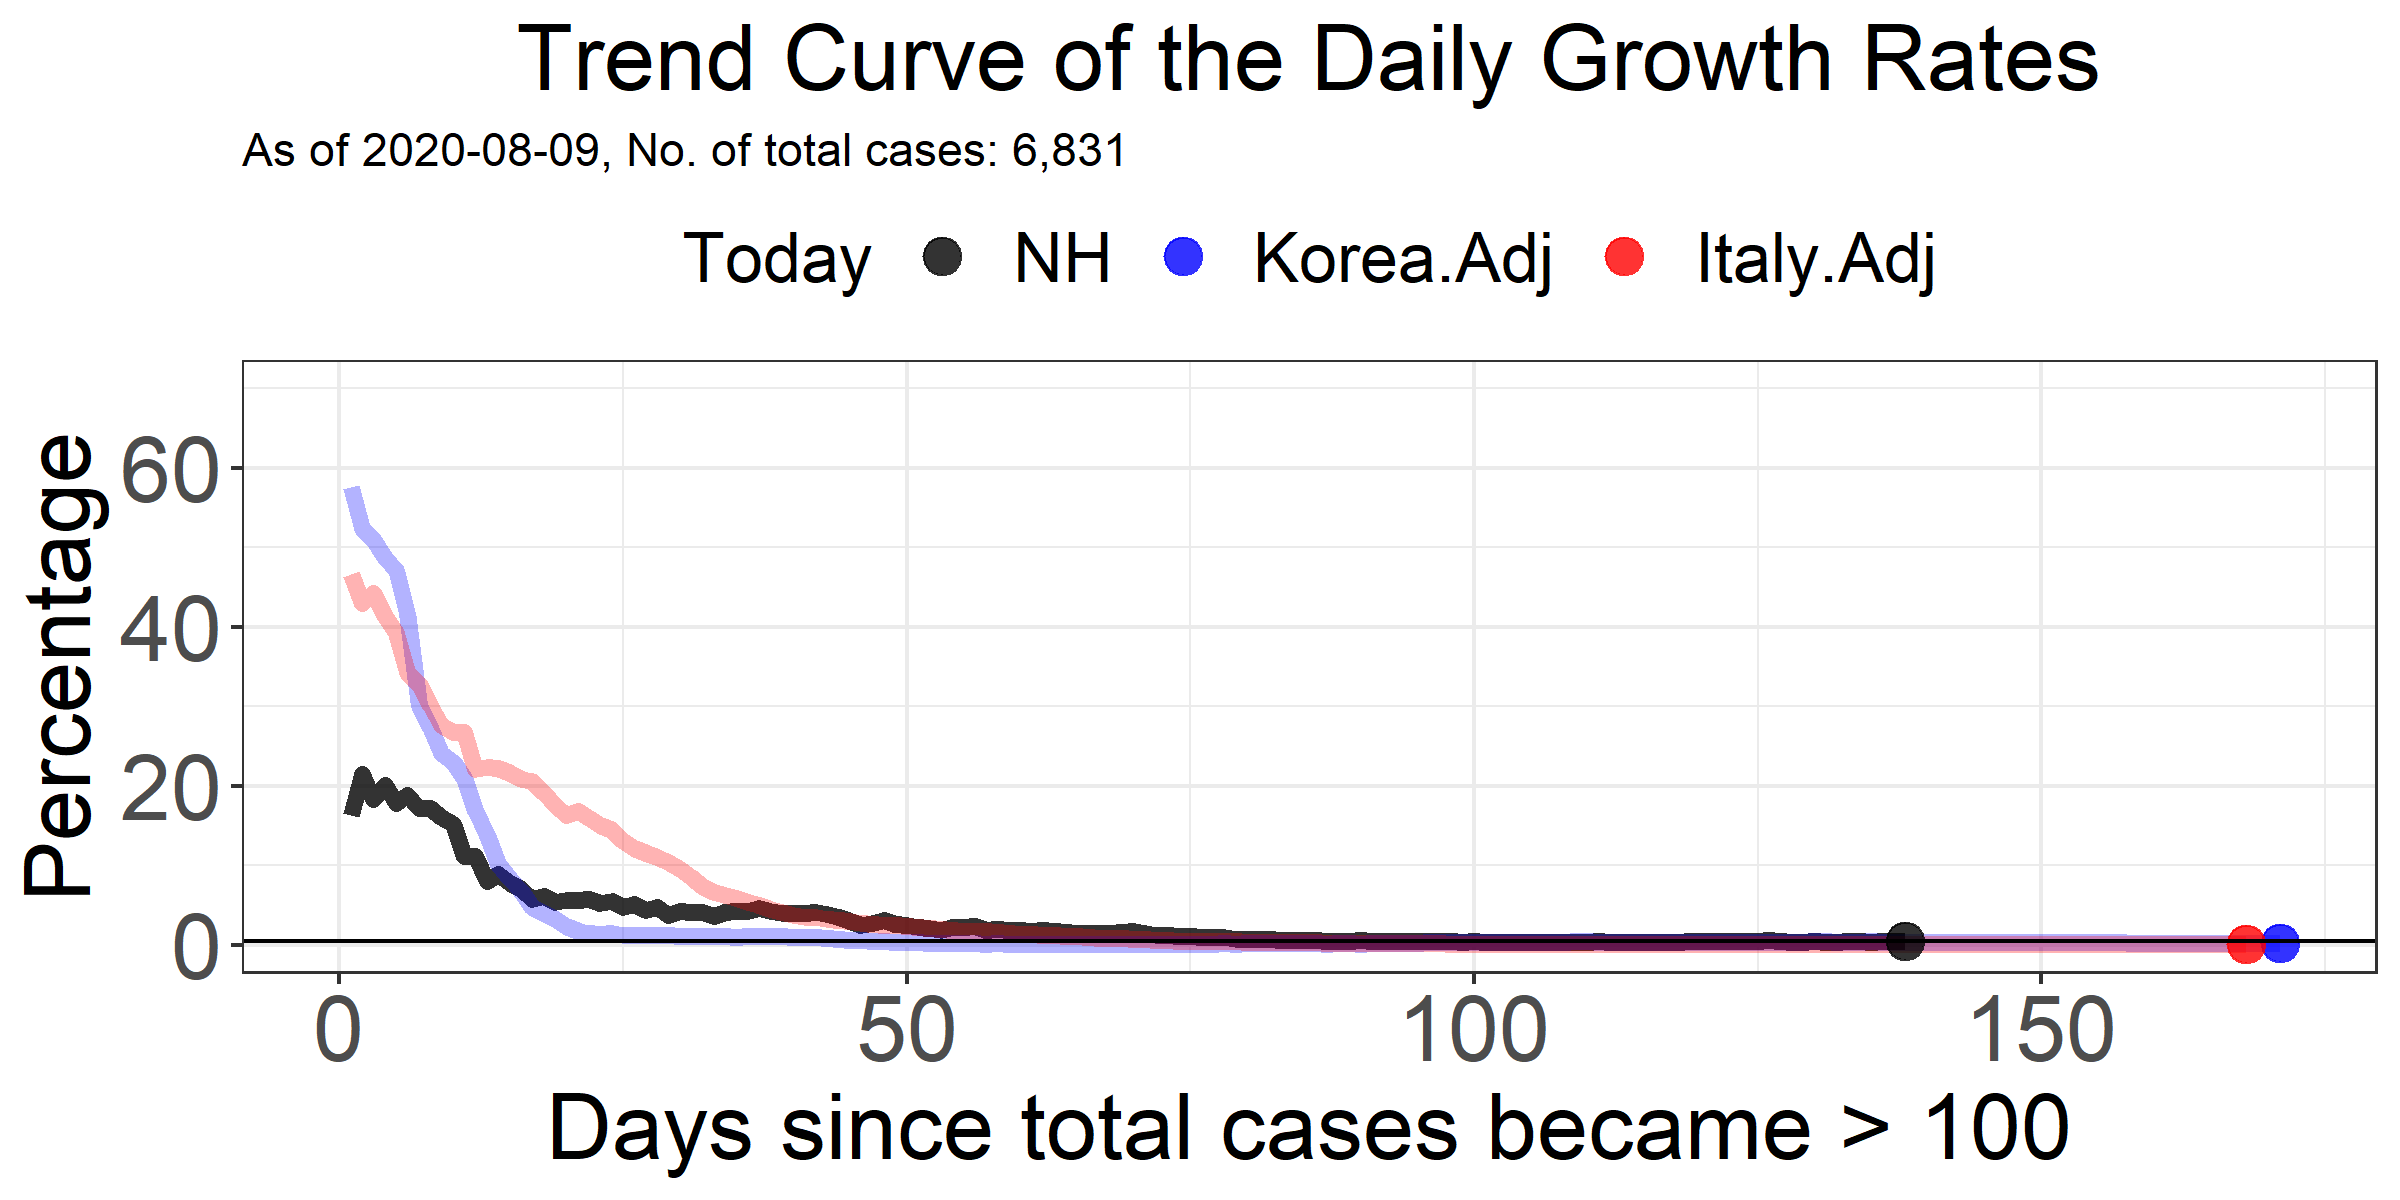 Trend Curve of the Daily Growth Rates
As of 2020-08-09, No. of total cases: 6,831
Today NH Korea.Adj Italy.Adj
Percentage
60
40
20
0
0 50 100 150
Days since total cases became > 100